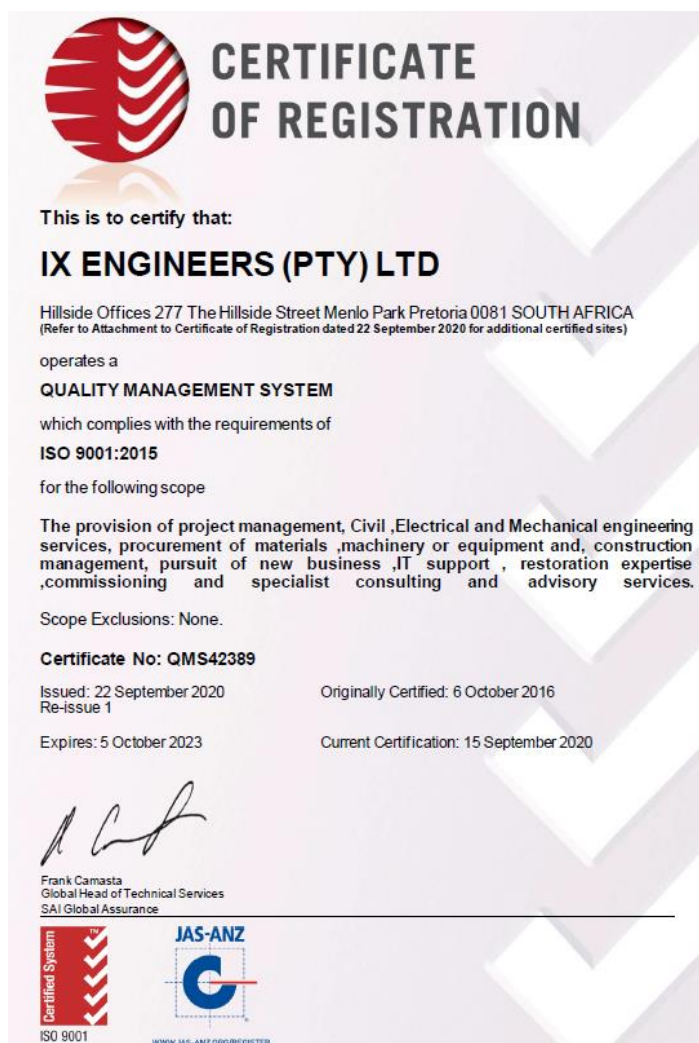 CERTIFICATE
OF REGISTRATION
This is to certify that:
IX ENGINEERS (PTY) LTD
Hillside Offices 277 The Hillside Street Menlo Park Pretoria 0081 SOUTH AFRICA
(Refer to Attachment to Certificate of Registration dated 22 September 2020 for additional certified sites)
operates a
QUALITY MANAGEMENT SYSTEM
which complies with the requirements of
ISO 9001:2015
for the following scope
The provision of project management, Civil ,Electrical and Mechanical engineering
services, procurement of materials ,machinery or equipment and, construction
management, pursuit of new business ,IT support , restoration expertise
,commissioning and specialist consulting and advisory services.
Scope Exclusions: None.
Certificate No: QMS42389
Issued: 22 September 2020 Originally Certified: 6 October 2016
Re-issue 1
Expires: 5 October 2023 Current Certification: 15 September 2020
Frank Camasta
Global Head of Technical Services
SAI Global Assurance
Certified System
TM
ISO 9001
JAS-ANZ
®
WWW.JAS-ANZ.ORG/REGISTER